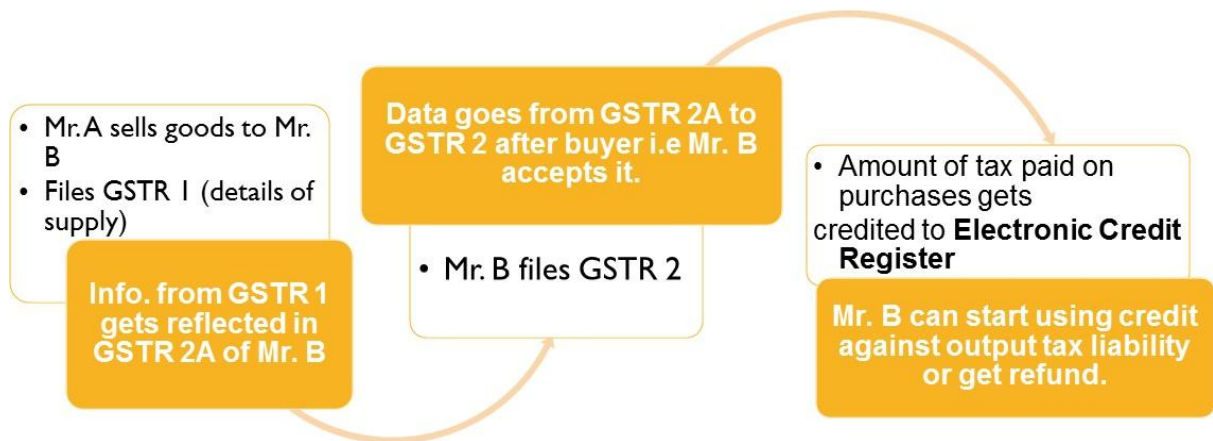 • Mr. A sells goods to Mr.
B
• Files GSTR 1 (details of
supply)
Info. from GSTR 1
gets reflected in
GSTR 2A of Mr. B
Data goes from GSTR 2A to
GSTR 2 after buyer i.e Mr. B
accepts it.
• Mr. B files GSTR 2
• Amount of tax paid on
purchases gets
credited to Electronic Credit
Register
Mr. B can start using credit
against output tax liability
or get refund.